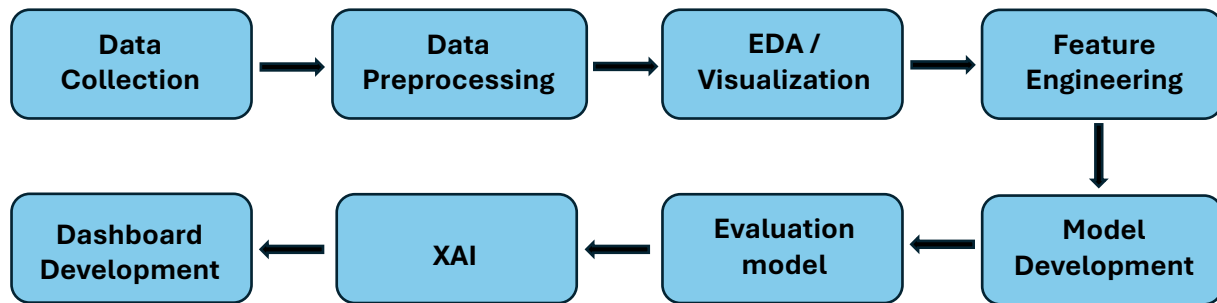 Data
Collection
Data
Preprocessing
EDA /
Visualization
Feature
Engineering
Dashboard
Development
XAI
Evaluation
model
Model
Development